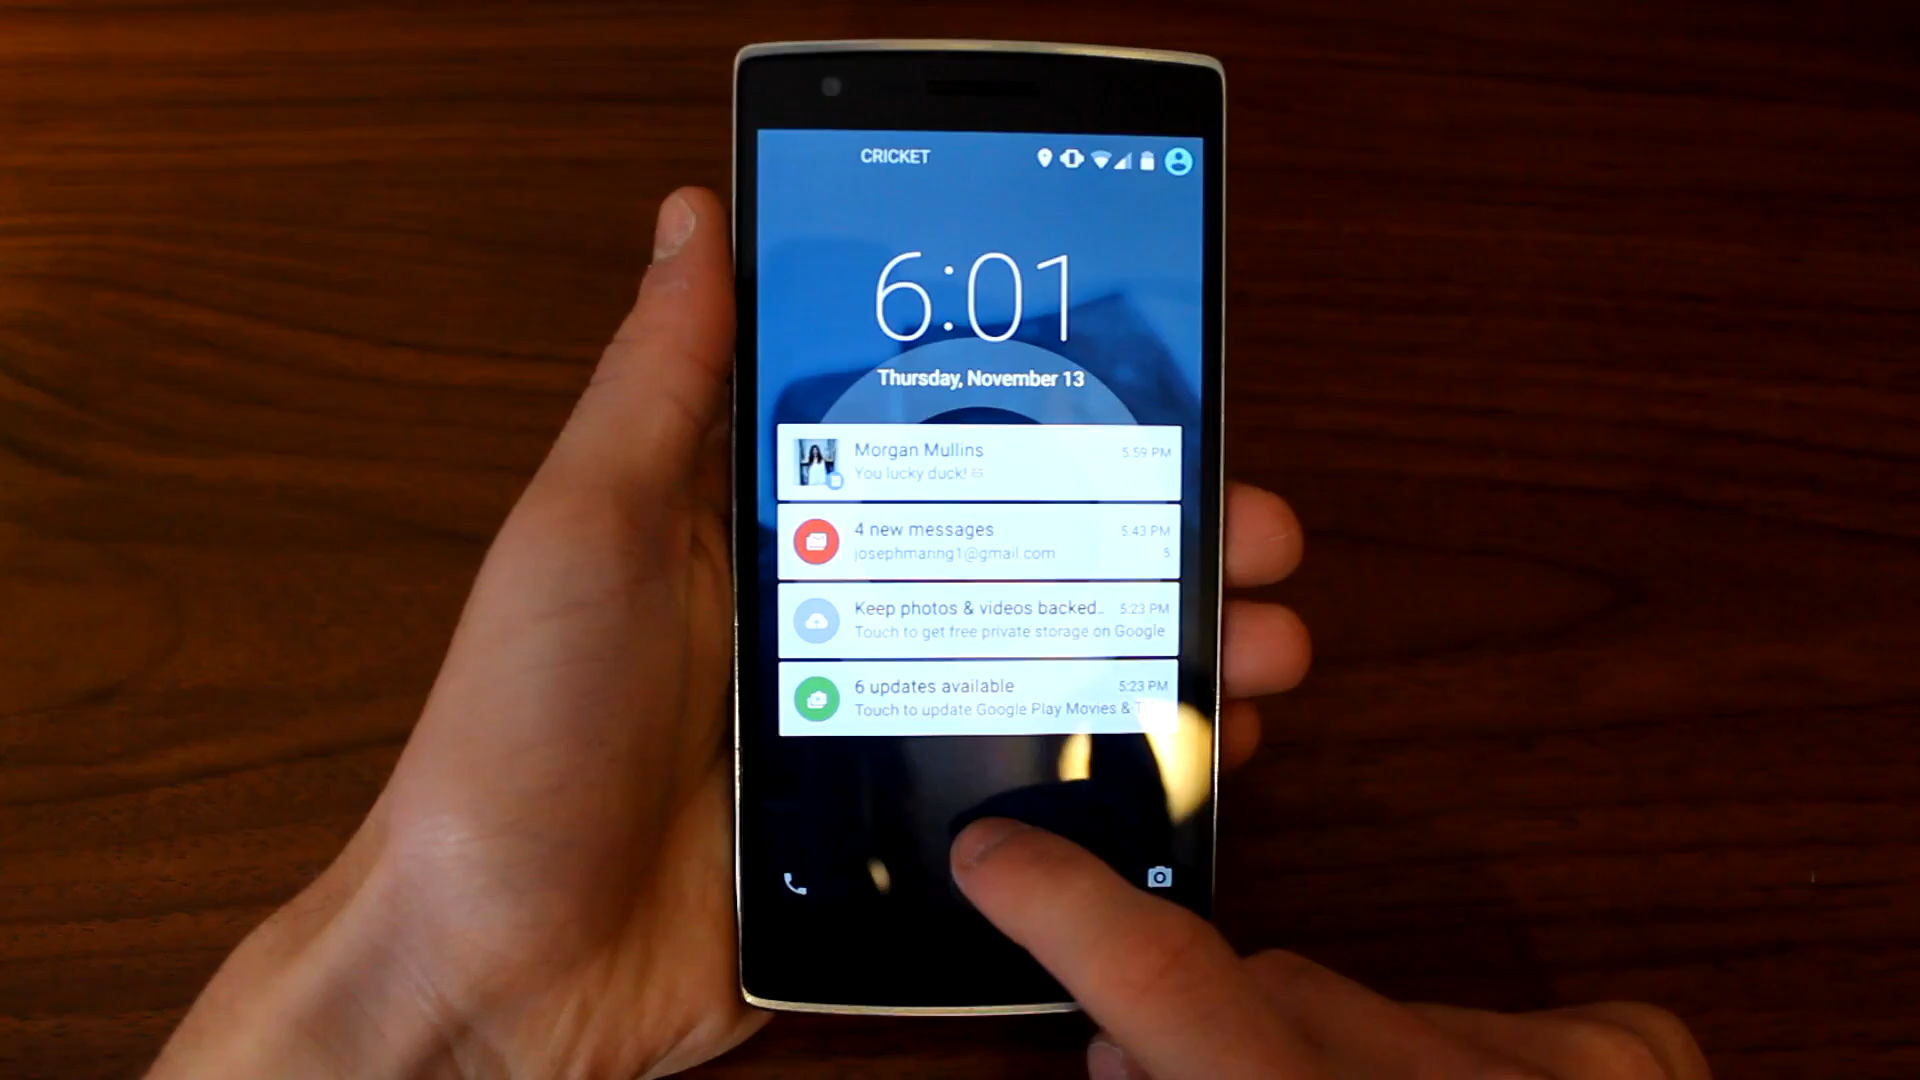 CRICKET
6:01
Thursday, November 13
Morgan Mullins 5:59 PM
You lucky duck!
4 new messages 5:43 PM
josephmaring1@gmail.com 5
Keep photos & videos backed.. 5:23 PM
Touch to get free private storage on Google
6 updates available 5:23 PM
Touch to update Google Play Movies & T